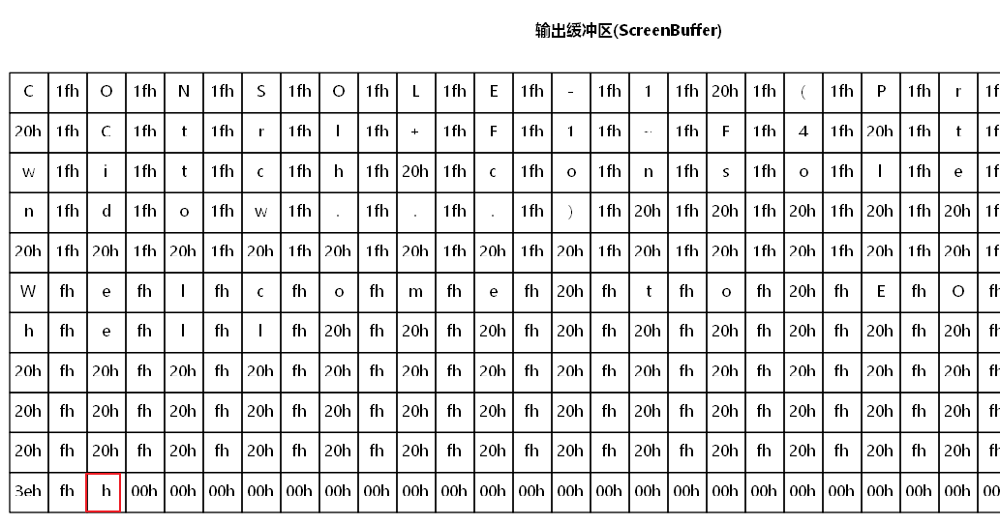 输出缓冲区(ScreenBuffer)
C 1fh O 1fh N 1fh S 1fh O 1fh L 1fh E 1fh - 1fh 1 1fh 20h 1fh ( 1fh P 1fh r 1f
20h 1fh C 1fh t 1fh r 1fh l 1fh + 1fh F 1fh 1 1fh ~ 1fh F 1fh 4 1fh 20h 1fh t 1f
w 1fh i 1fh t 1fh c 1fh h 1fh 20h 1fh c 1fh o 1fh n 1fh s 1fh o 1fh l 1fh e 1f
n 1fh d 1fh o 1fh w 1fh . 1fh . 1fh . 1fh ) 1fh 20h 1fh 20h 1fh 20h 1fh 20h 1fh 20h 1f
20h 1fh 20h 1fh 20h 1fh 20h 1fh 20h 1fh 20h 1fh 20h 1fh 20h 1fh 20h 1fh 20h 1fh 20h 1fh 20h 1fh 20h 1f
W fh e fh l fh c fh o fh m fh e fh 20h fh t fh o fh 20h fh E fh O fh
h fh e fh l fh l fh 20h fh 20h fh 20h fh 20h fh 20h fh 20h fh 20h fh 20h fh 20h fh
20h fh 20h fh 20h fh 20h fh 20h fh 20h fh 20h fh 20h fh 20h fh 20h fh 20h fh 20h fh 20h fh
20h fh 20h fh 20h fh 20h fh 20h fh 20h fh 20h fh 20h fh 20h fh 20h fh 20h fh 20h fh 20h fh
20h fh 20h fh 20h fh 20h fh 20h fh 20h fh 20h fh 20h fh 20h fh 20h fh 20h fh 20h fh 20h fh
3eh fh h 00h 00h 00h 00h 00h 00h 00h 00h 00h 00h 00h 00h 00h 00h 00h 00h 00h 00h 00h 00h 00h 00h 00